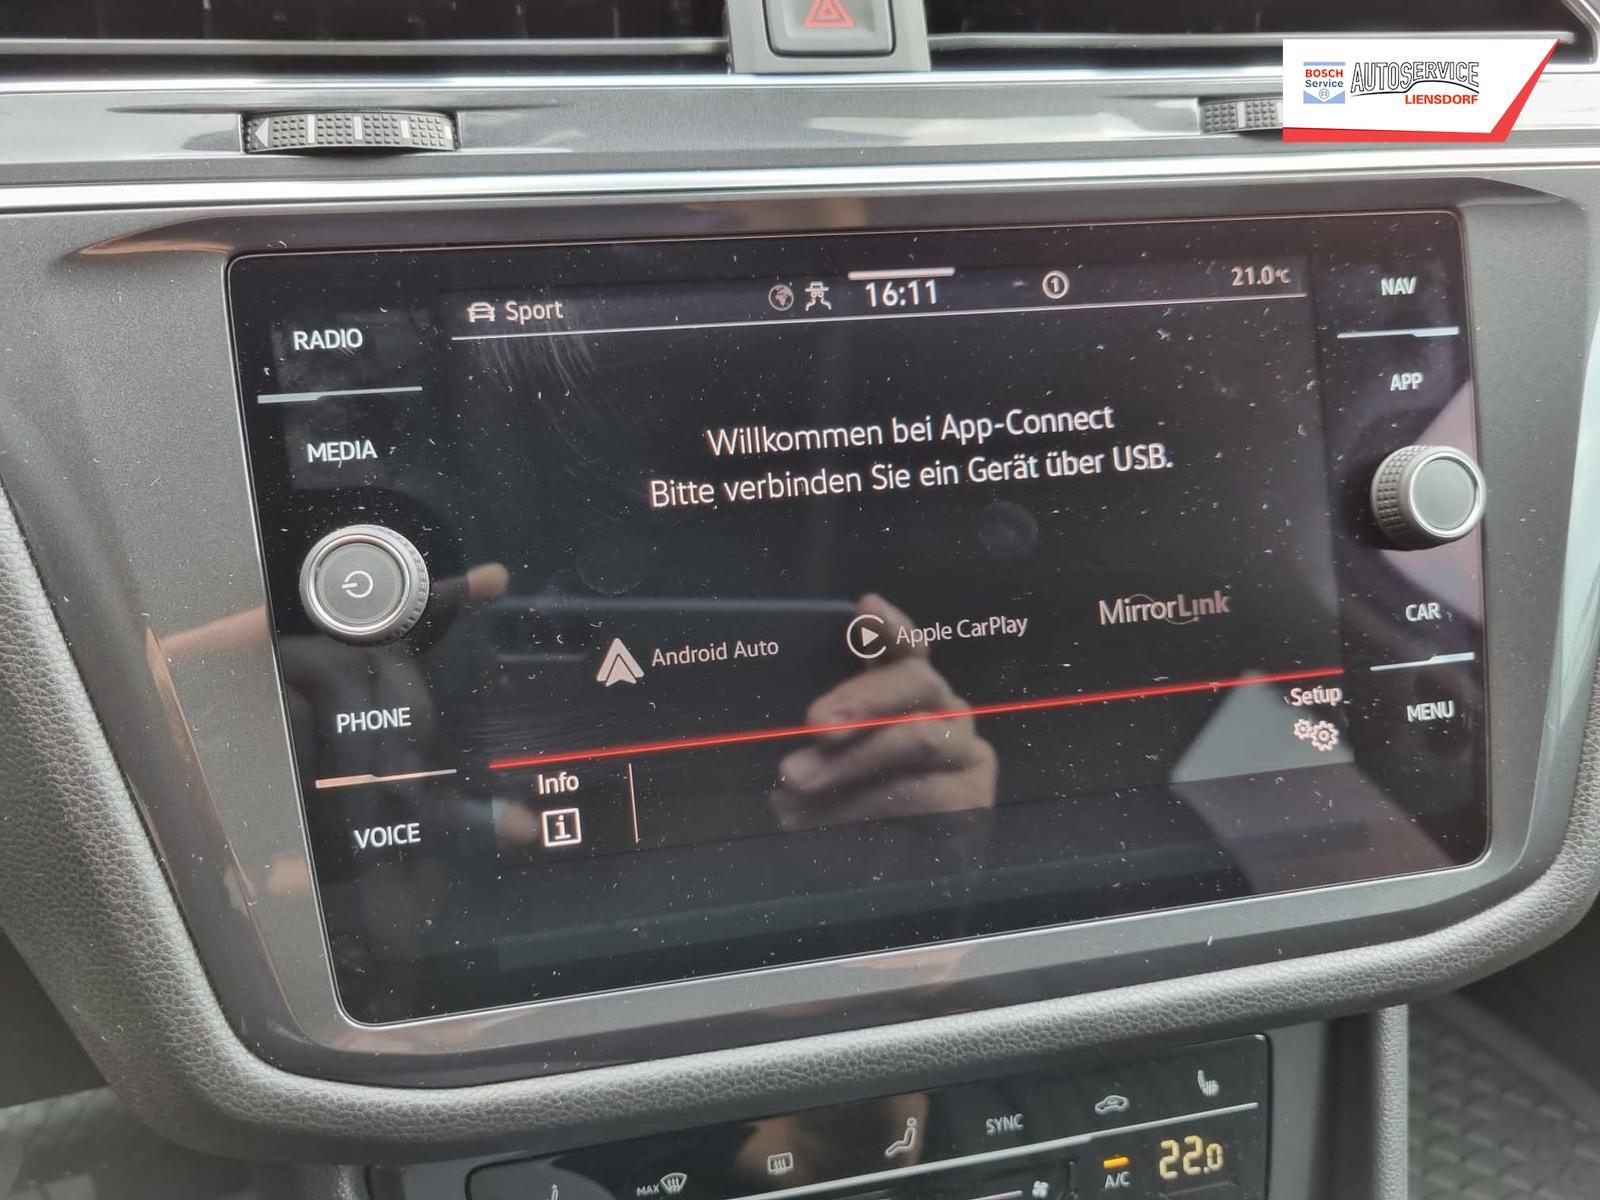 BOSCH
Service
AUTOSERVICE
LIENSDORF
Sport
16:11
1
21.0°C
RADIO
MEDIA
PHONE
VOICE
NAV
APP
CAR
MENU
Willkommen bei App-Connect
Bitte verbinden Sie ein Gerät über USB.
Android Auto
Apple CarPlay
MirrorLink
Info
i
Setup
SYNC
MAX
A/C
22.0